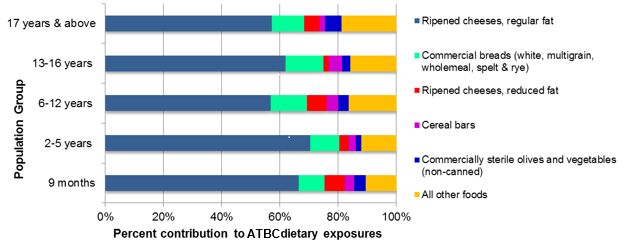 17 years & above
13-16 years
6-12 years
2-5 years
9 months
Population Group
0%
20%
40%
60%
80%
100%
Percent contribution to ATBC dietary exposures
Ripened cheeses, regular fat
Commercial breads (white, multigrain,
wholemeal, spelt & rye)
Ripened cheeses, reduced fat
Cereal bars
Commercially sterile olives and vegetables
(non-canned)
All other foods